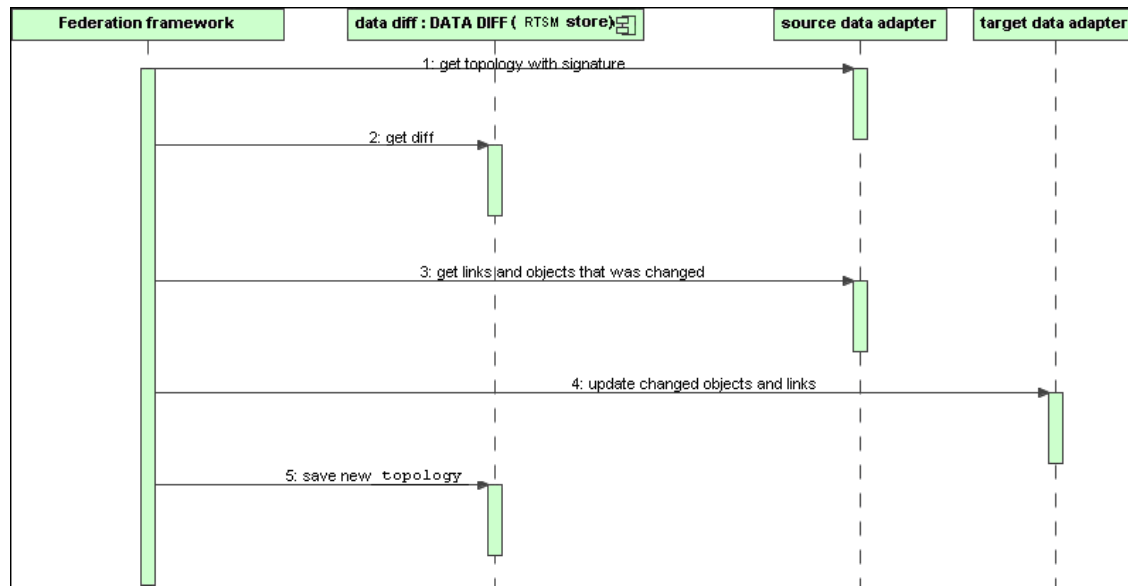 Federation framework
data diff : DATA DIFF ( RTSM store)
source data adapter
target data adapter
1: get topology with signature
2: get diff
3: get links and objects that was changed
4: update changed objects and links
5: save new topology